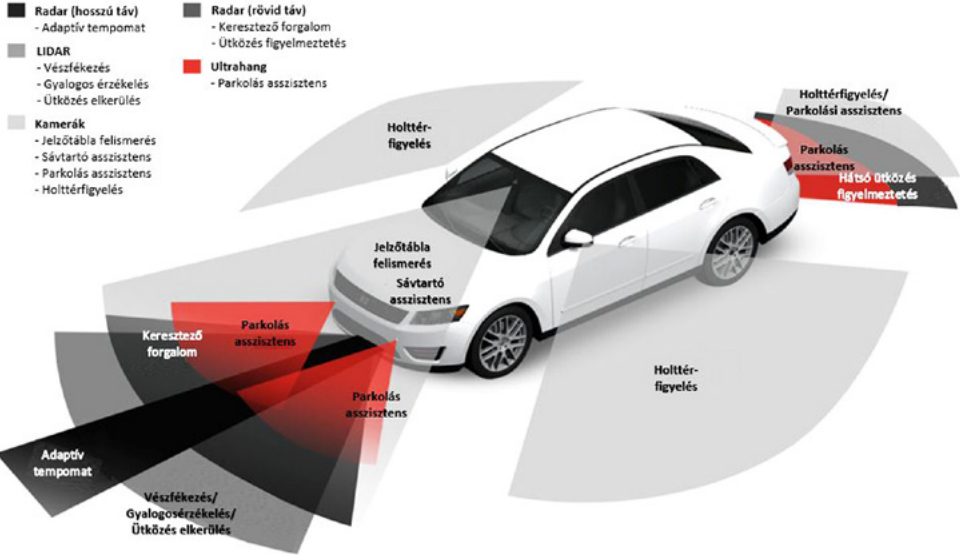 Radar (hosszú táv)
- Adaptív tempomat
LIDAR
- Vészfékezés
- Gyalogos érzékelés
- Ütközés elkerülés
Kamerák
- Jelzőtábla felismerés
- Sávtartó asszisztens
- Parkolás asszisztens
- Holttérfigyelés
Radar (rövid táv)
- Keresztező forgalom
- Ütközés figyelmeztetés
Ultrahang
- Parkolás asszisztens
Holttér-
figyelés
Holttérfigyelés/
Parkolási asszisztens
Parkolás
asszisztens
Hátsó ütközés
figyelmeztetés
Jelzőtábla
felismerés
Sávtartó
asszisztens
Keresztező
forgalom
Parkolás
asszisztens
Parkolás
asszisztens
Holttér-
figyelés
Adaptív
tempomat
Vészfékezés/
Gyalogosérzékelés/
Ütközés elkerülés